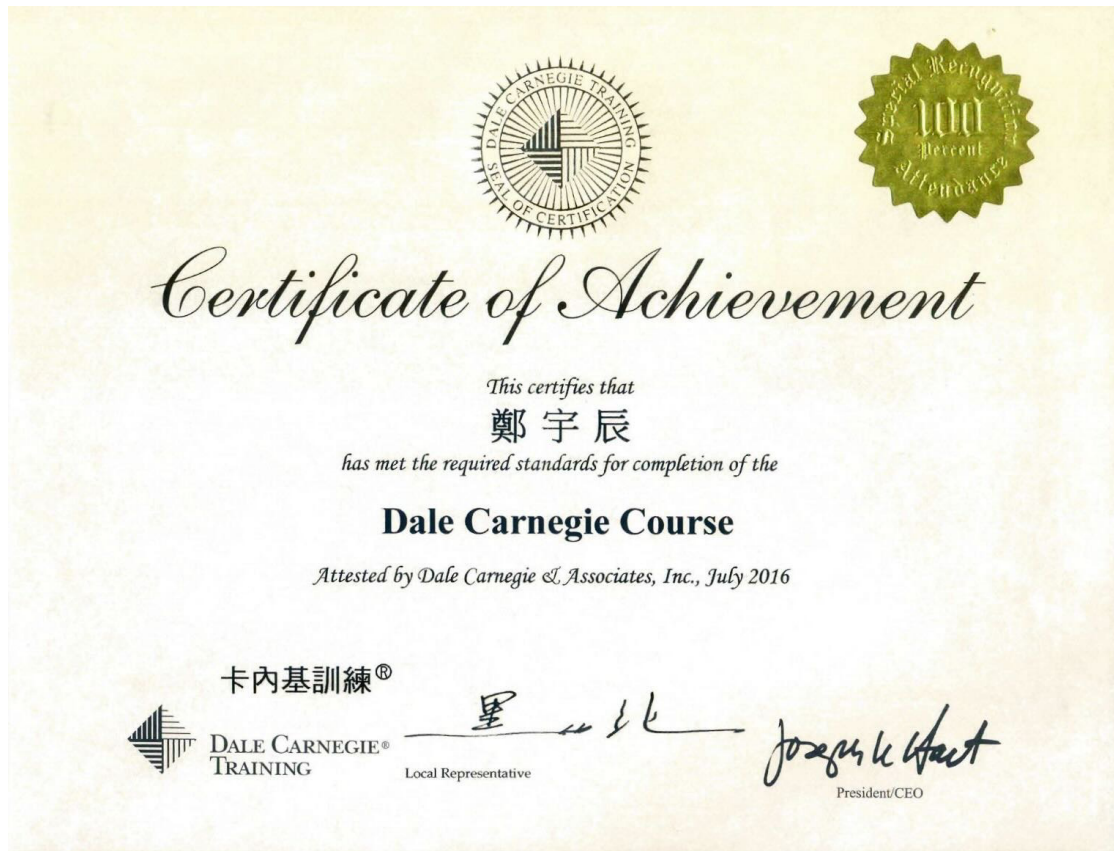 DALE CARNEGIE TRAINING
SEAL OF CERTIFICATION
Special Recognition
100
Percent
Attendance
Certificate of Achievement
This certifies that
鄭宇辰
has met the required standards for completion of the
Dale Carnegie Course
Attested by Dale Carnegie & Associates, Inc., July 2016
卡內基訓練®
DALE CARNEGIE®
TRAINING
Local Representative
President/CEO